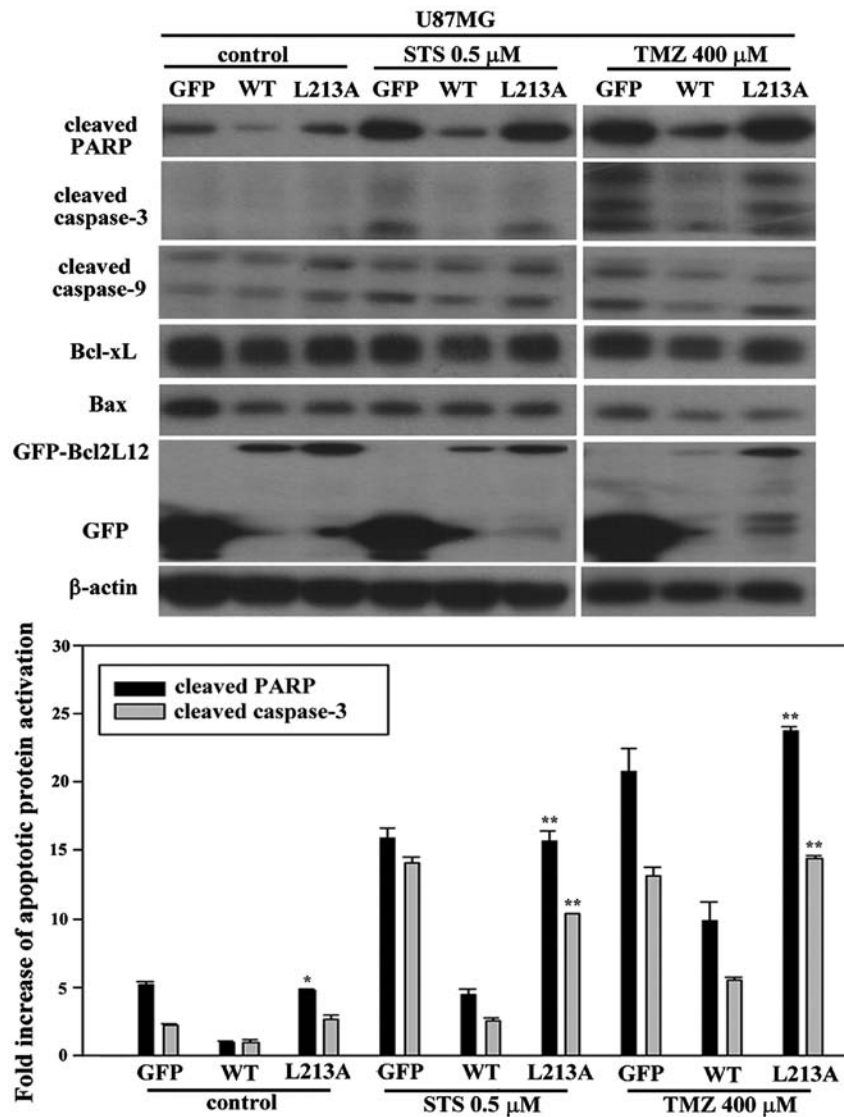 U87MG
control STS 0.5 μM TMZ 400 μM
GFP WT L213A GFP WT L213A GFP WT L213A
cleaved
PARP
cleaved
caspase-3
cleaved
caspase-9
Bcl-xL
Bax
GFP-Bcl2L12
GFP
β-actin
Fold increase of apoptotic protein activation
30
25
20
15
10
5
0
cleaved PARP
cleaved caspase-3
* ** ** ** **
GFP WT L213A GFP WT L213A GFP WT L213A
control STS 0.5 μM TMZ 400 μM